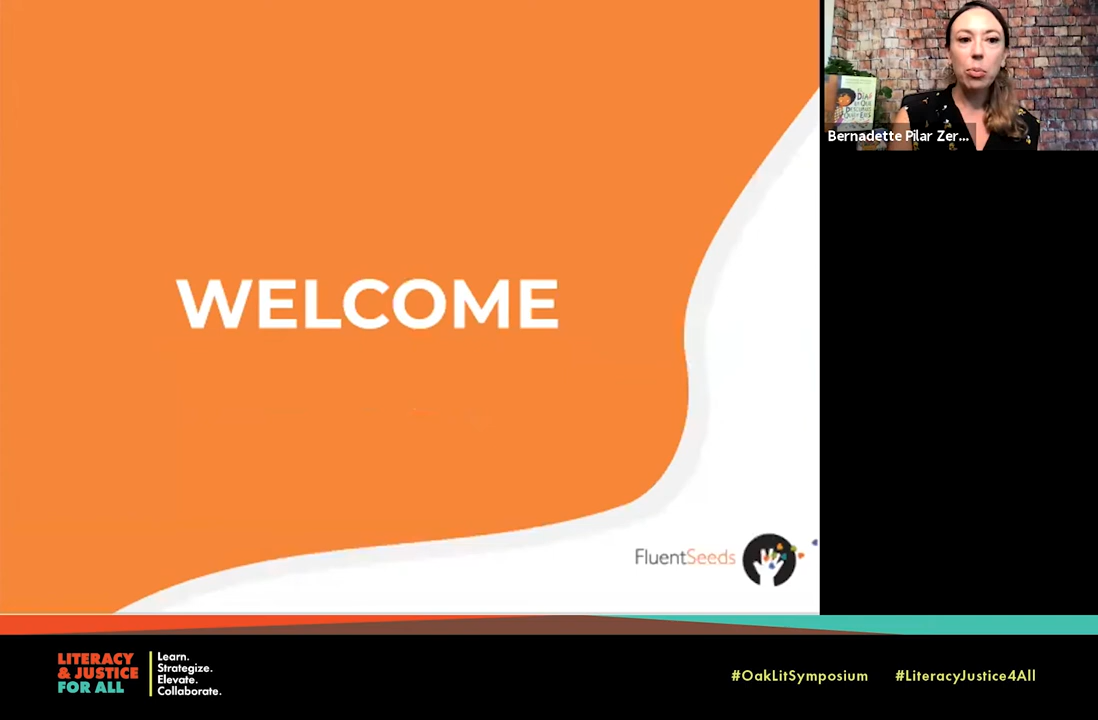 WELCOME
FluentSeeds
Bernadette Pilar Zer...
LITERACY
& JUSTICE
FOR ALL
Learn.
Strategize.
Elevate.
Collaborate.
#OakLitSymposium #LiteracyJustice4All